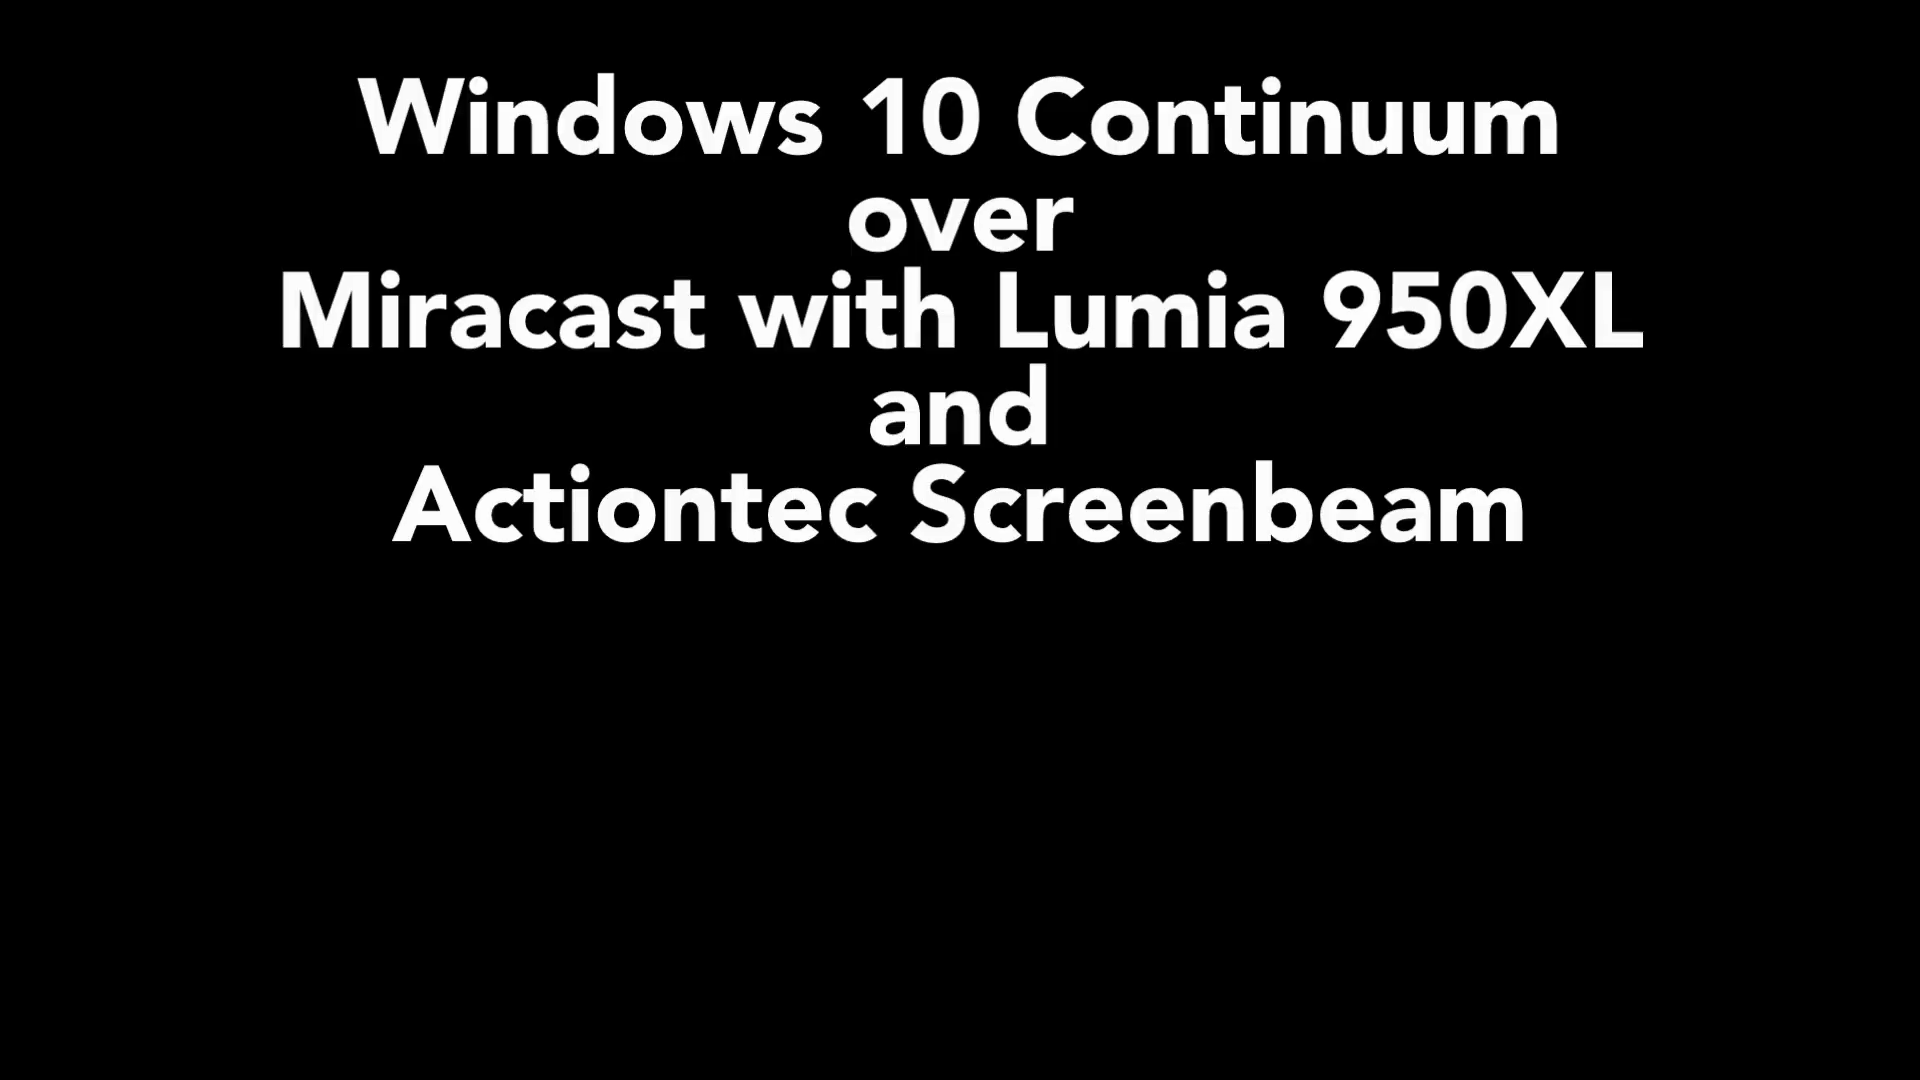 Windows 10 Continuum
over
Miracast with Lumia 950XL
and
Actiontec Screenbeam